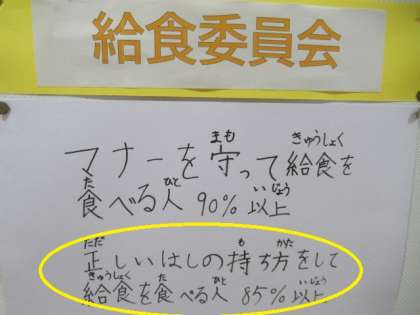 給食委員会
マナーを守って給食を
食べる人 90% 以上
正しいはしの持ち方をして
給食を食べる人 85% 以上